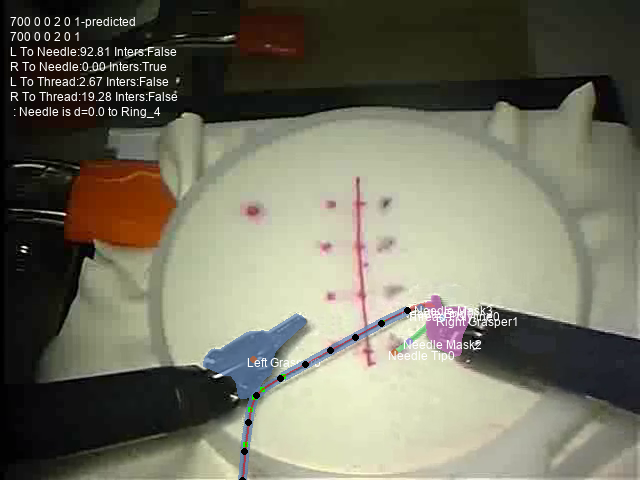 700 0 0 2 0 1-predicted
700 0 0 2 0 1
L To Needle:92.81 Inters:False
R To Needle:0.00 Inters:True
L To Thread:2.67 Inters:False
R To Thread:19.28 Inters:False
: Needle is d=0.0 to Ring_4
Needle Mask3
Right Grasper1
Needle Mask2
Needle Tip0
Left